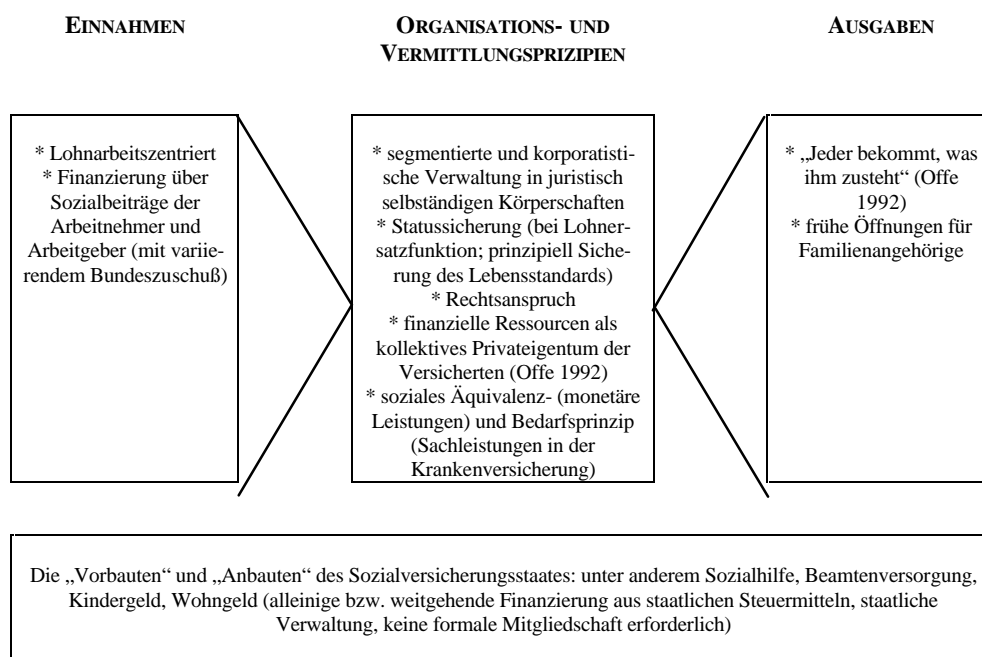 EINNAHMEN
ORGANISATIONS- UND
VERMITTLUNGSPRIZIPIEN
AUSGABEN
* Lohnarbeitszentriert
* Finanzierung über
Sozialbeiträge der
Arbeitnehmer und
Arbeitgeber (mit variie-
rendem Bundeszuschuß)
* segmentierte und korporatisti-
sche Verwaltung in juristisch
selbständigen Körperschaften
* Statussicherung (bei Lohner-
satzfunktion; prinzipiell Siche-
rung des Lebensstandards)
* Rechtsanspruch
* finanzielle Ressourcen als
kollektives Privateigentum der
Versicherten (Offe 1992)
* soziales Äquivalenz- (monetäre
Leistungen) und Bedarfsprinzip
(Sachleistungen in der
Krankenversicherung)
* „Jeder bekommt, was
ihm zusteht“ (Offe
1992)
* frühe Öffnungen für
Familienangehörige
Die „Vorbauten“ und „Anbauten“ des Sozialversicherungsstaates: unter anderem Sozialhilfe, Beamtenversorgung,
Kindergeld, Wohngeld (alleinige bzw. weitgehende Finanzierung aus staatlichen Steuermitteln, staatliche
Verwaltung, keine formale Mitgliedschaft erforderlich)